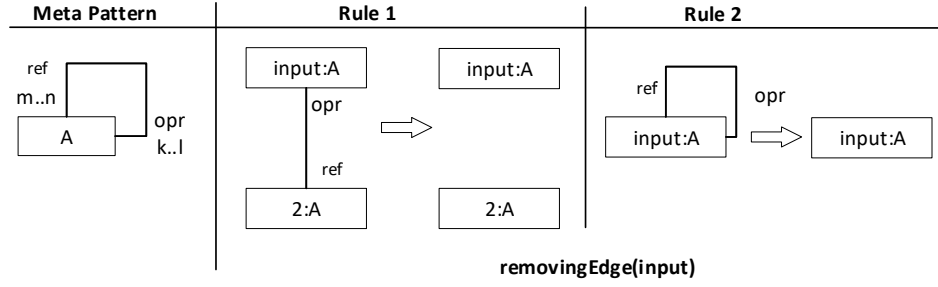 Meta Pattern
Rule 1
Rule 2
ref
m..n
A
opr
k..l
input:A
opr
ref
2:A
input:A
2:A
ref
opr
input:A
input:A
removingEdge(input)